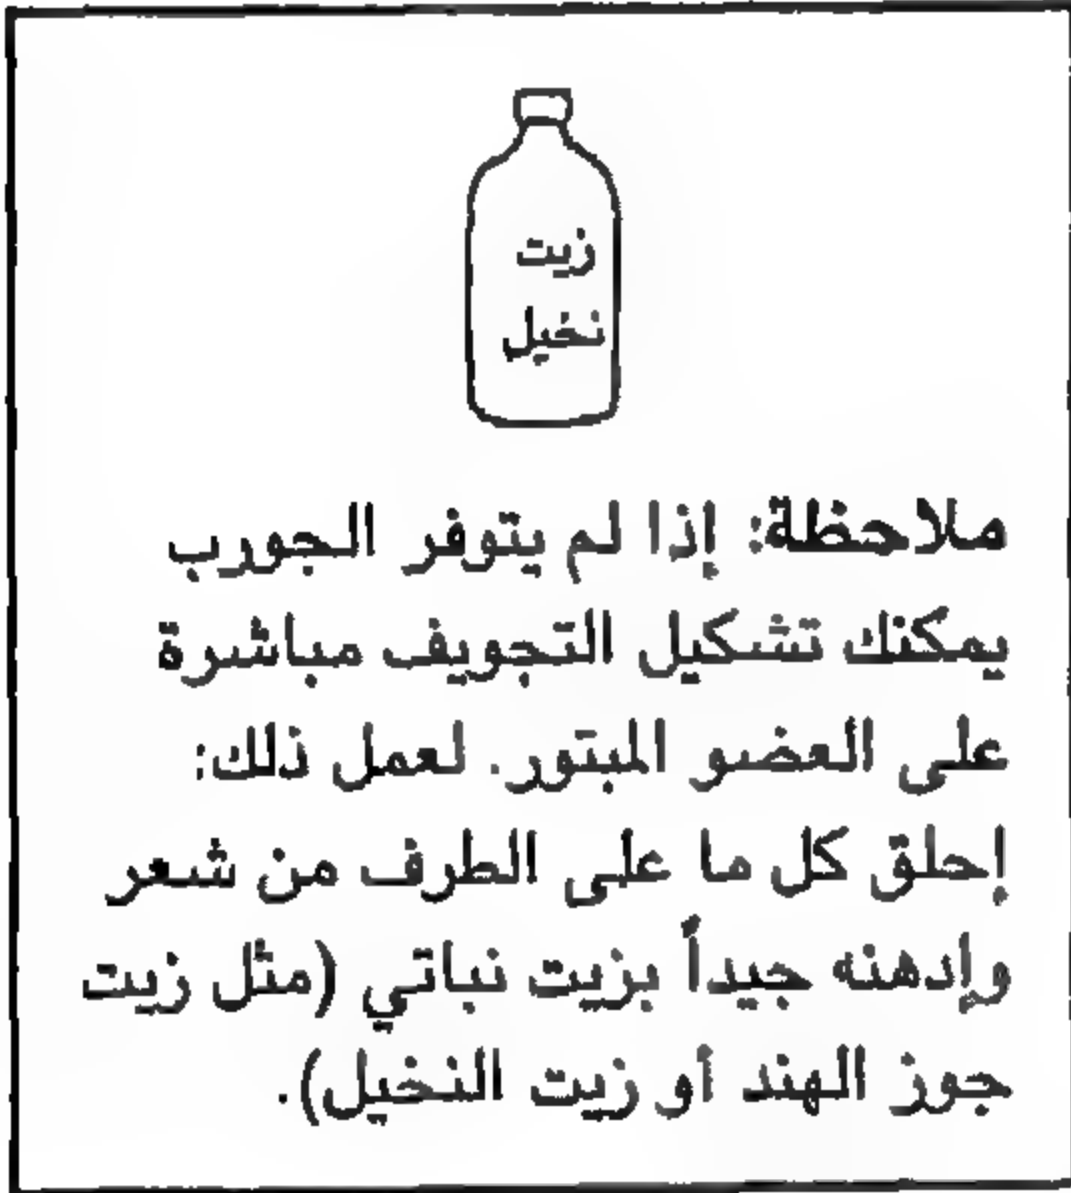 زيت
نخيل
ملاحظة: إذا لم يتوفر الجورب
يمكنك تشكيل التجويف مباشرة
على العضو المبتور. لعمل ذلك:
إحلق كل ما على الطرف من شعر
وإدهنه جيداً بزيت نباتي (مثل زيت
جوز الهند أو زيت النخيل).